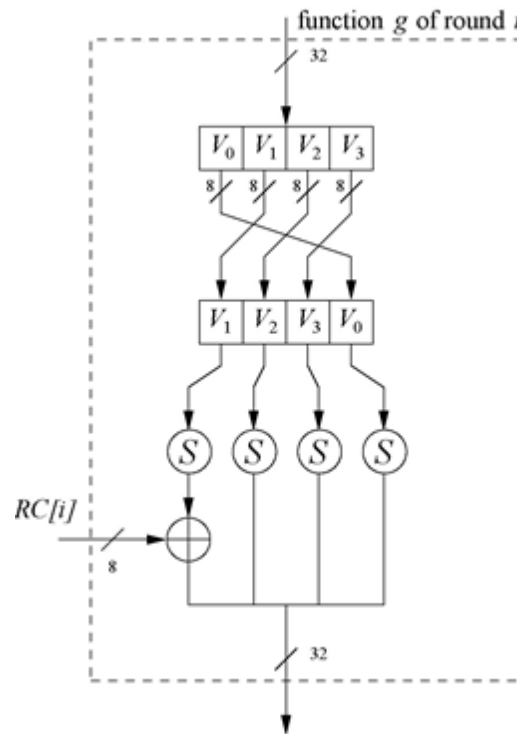 function g of round i
32
V0 V1 V2 V3
8 8 8 8
V1 V2 V3 V0
S S S S
RC[i]
8
32